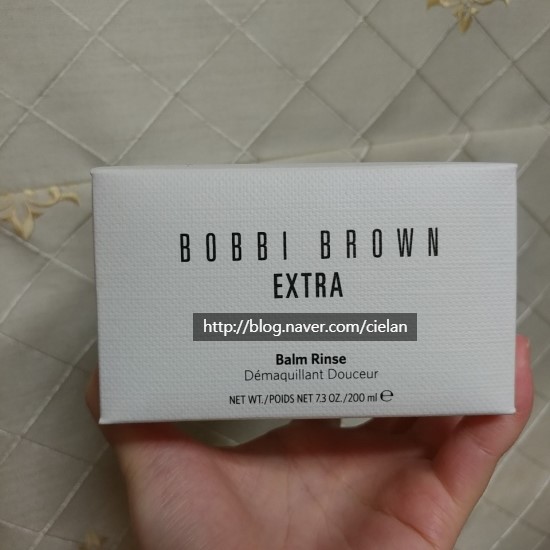 BOBBI BROWN
EXTRA
http://blog.naver.com/cielan
Balm Rinse
Démaquillant Douceur
NET WT./POIDS NET 7.3 OZ./200 ml ℮